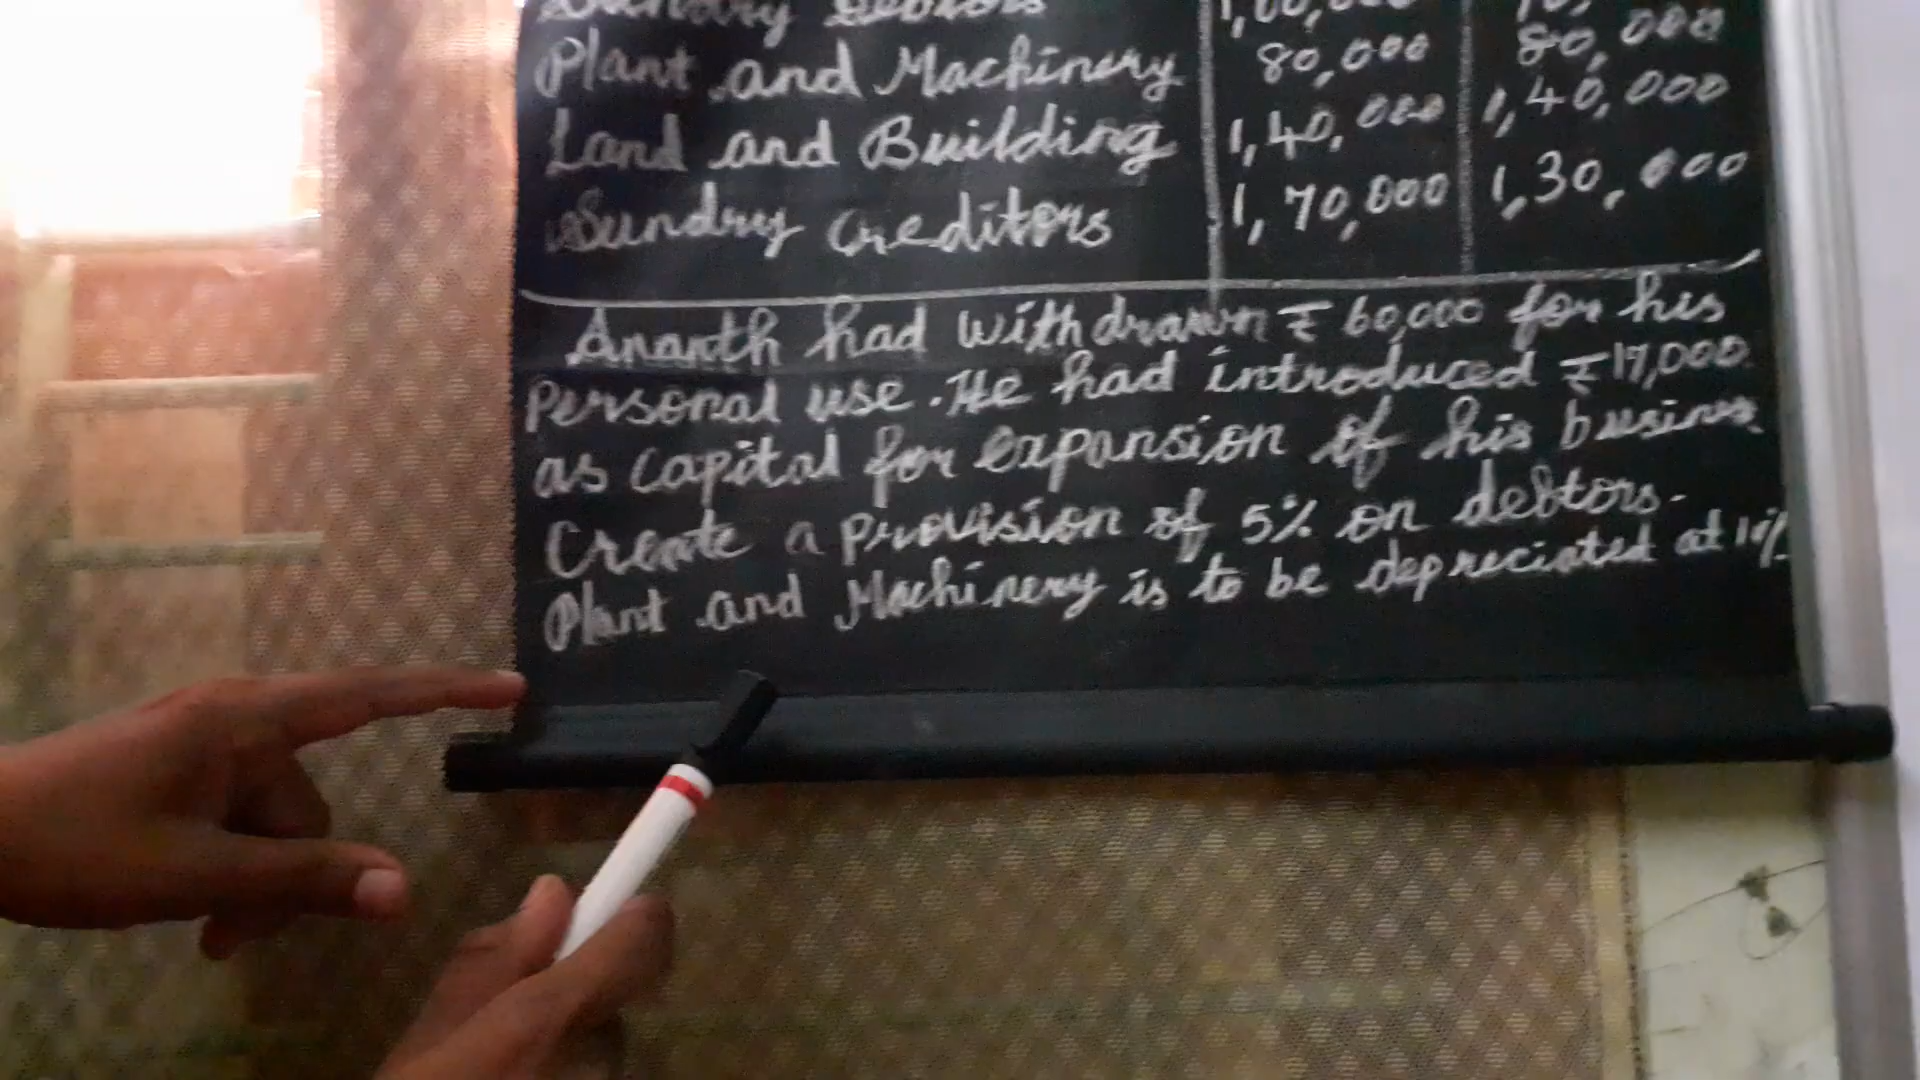 Sundry Debtors
Plant and Machinery 80,000 80,000
Land and Building 1,40,000 1,40,000
Sundry Creditors 1,70,000 1,30,000
Ananth had withdrawn ₹ 60,000 for his
Personal use. He had introduced ₹ 17,000
as capital for expansion of his business.
Create a provision of 5% on debtors.
Plant and Machinery is to be depreciated at 10%